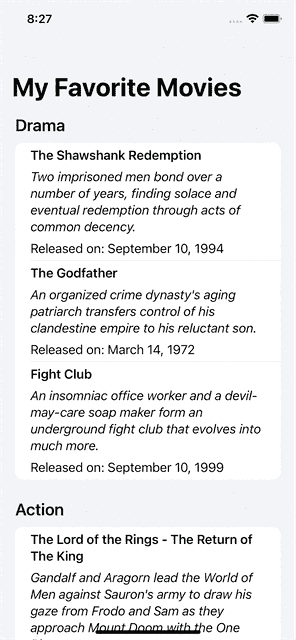 8:27
My Favorite Movies
Drama
The Shawshank Redemption
Two imprisoned men bond over a
number of years, finding solace and
eventual redemption through acts of
common decency.
Released on: September 10, 1994
The Godfather
An organized crime dynasty's aging
patriarch transfers control of his
clandestine empire to his reluctant son.
Released on: March 14, 1972
Fight Club
An insomniac office worker and a devil-
may-care soap maker form an
underground fight club that evolves into
much more.
Released on: September 10, 1999
Action
The Lord of the Rings - The Return of
The King
Gandalf and Aragorn lead the World of
Men against Sauron's army to draw his
gaze from Frodo and Sam as they
approach Mount Doom with the One